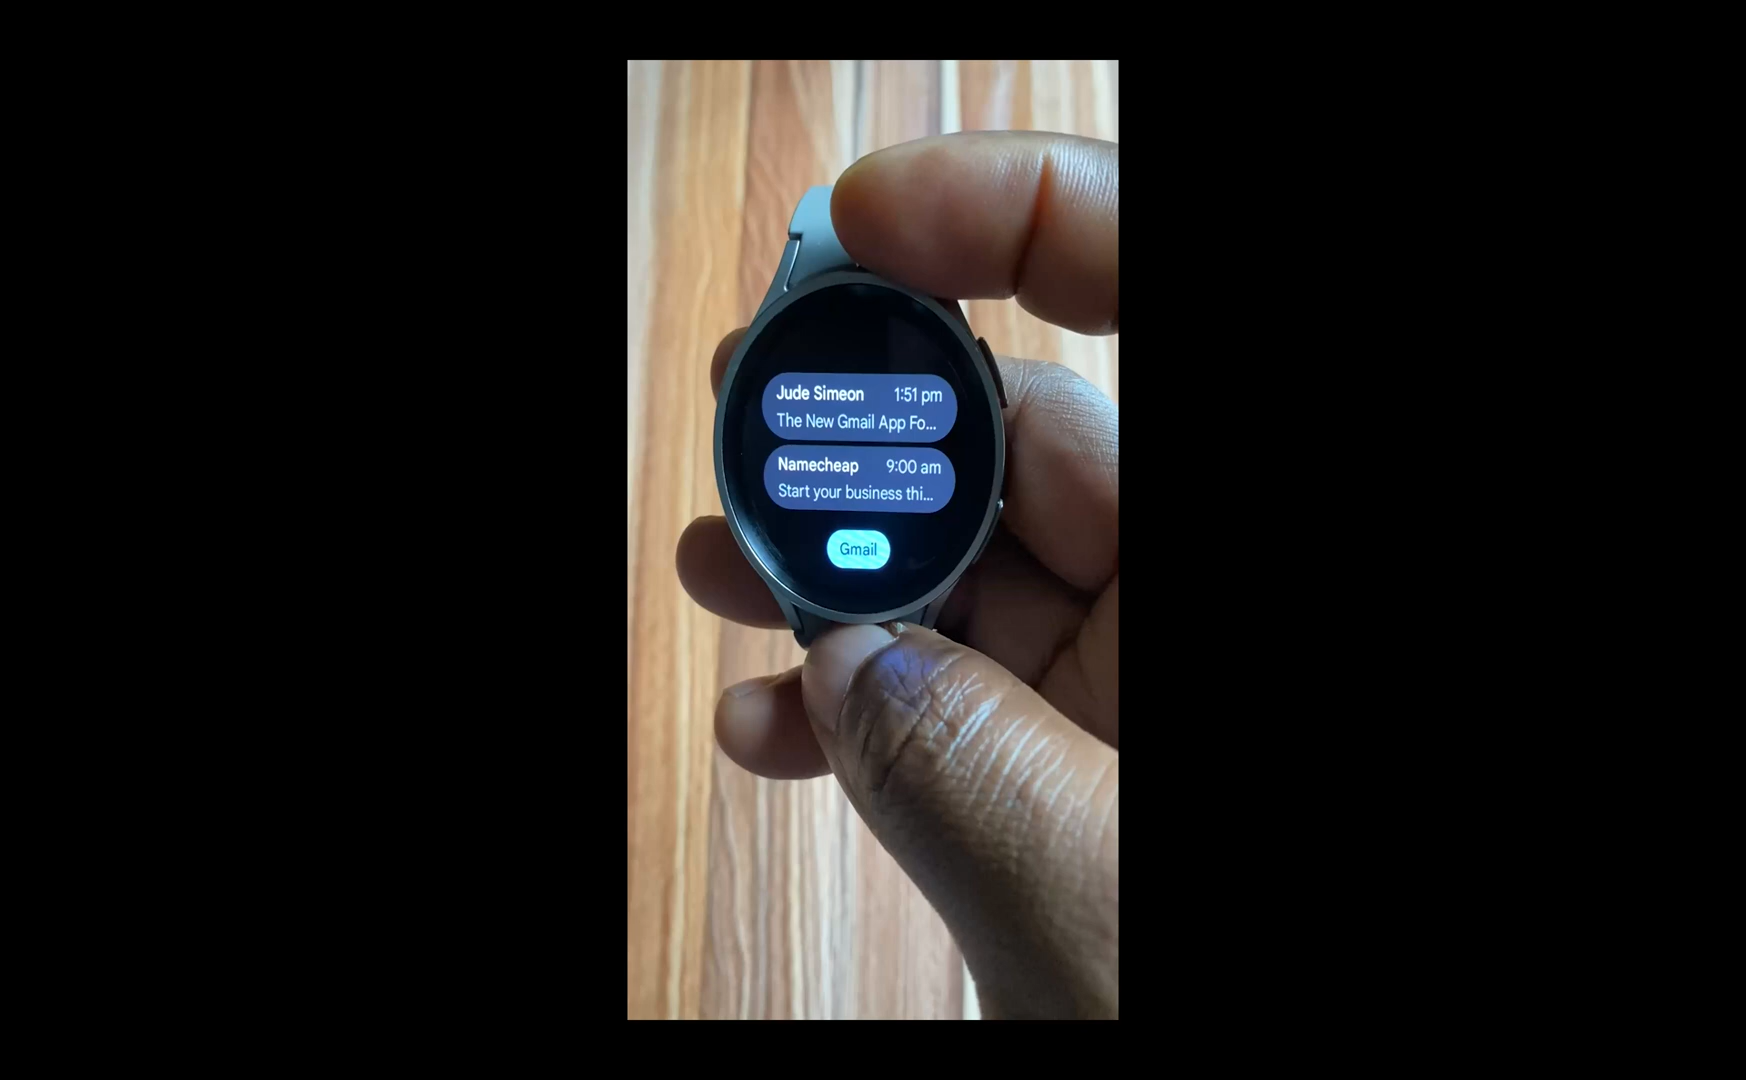 Jude Simeon 1:51 pm
The New Gmail App Fo...
Namecheap 9:00 am
Start your business thi...
Gmail